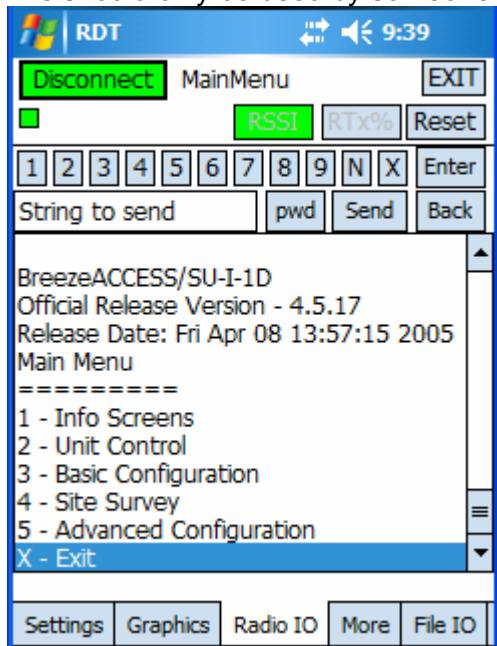 RDT 9:39
Disconnect MainMenu EXIT
RSSI RTx% Reset
1 2 3 4 5 6 7 8 9 N X Enter
String to send pwd Send Back
BreezeACCESS/SU-I-1D
Official Release Version - 4.5.17
Release Date: Fri Apr 08 13:57:15 2005
Main Menu
=========
1 - Info Screens
2 - Unit Control
3 - Basic Configuration
4 - Site Survey
5 - Advanced Configuration
X - Exit
Settings Graphics Radio IO More File IO